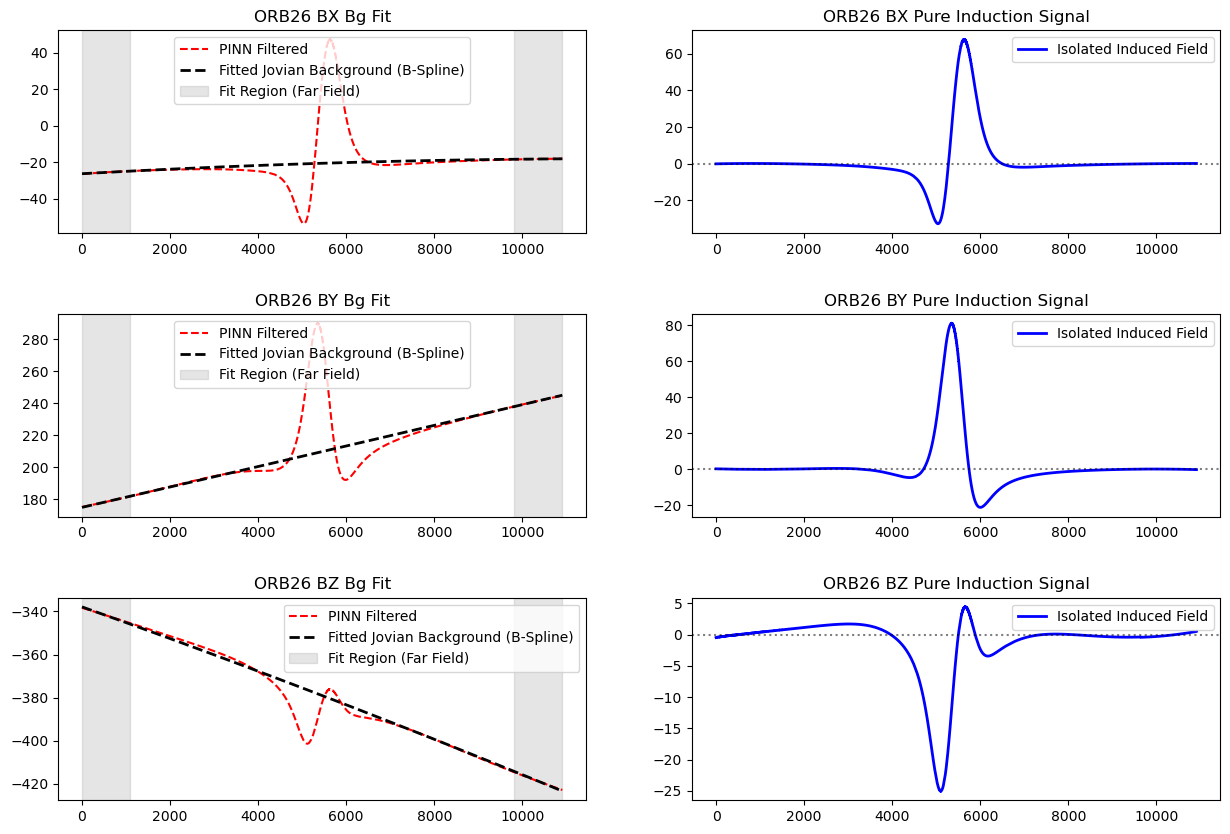 ORB26 BX Bg Fit
PINN Filtered
Fitted Jovian Background (B-Spline)
Fit Region (Far Field)
40
20
0
−20
−40
0 2000 4000 6000 8000 10000
ORB26 BX Pure Induction Signal
Isolated Induced Field
60
40
20
0
−20
0 2000 4000 6000 8000 10000
ORB26 BY Bg Fit
PINN Filtered
Fitted Jovian Background (B-Spline)
Fit Region (Far Field)
280
260
240
220
200
180
0 2000 4000 6000 8000 10000
ORB26 BY Pure Induction Signal
Isolated Induced Field
80
60
40
20
0
−20
0 2000 4000 6000 8000 10000
ORB26 BZ Bg Fit
PINN Filtered
Fitted Jovian Background (B-Spline)
Fit Region (Far Field)
−340
−360
−380
−400
−420
0 2000 4000 6000 8000 10000
ORB26 BZ Pure Induction Signal
Isolated Induced Field
5
0
−5
−10
−15
−20
−25
0 2000 4000 6000 8000 10000